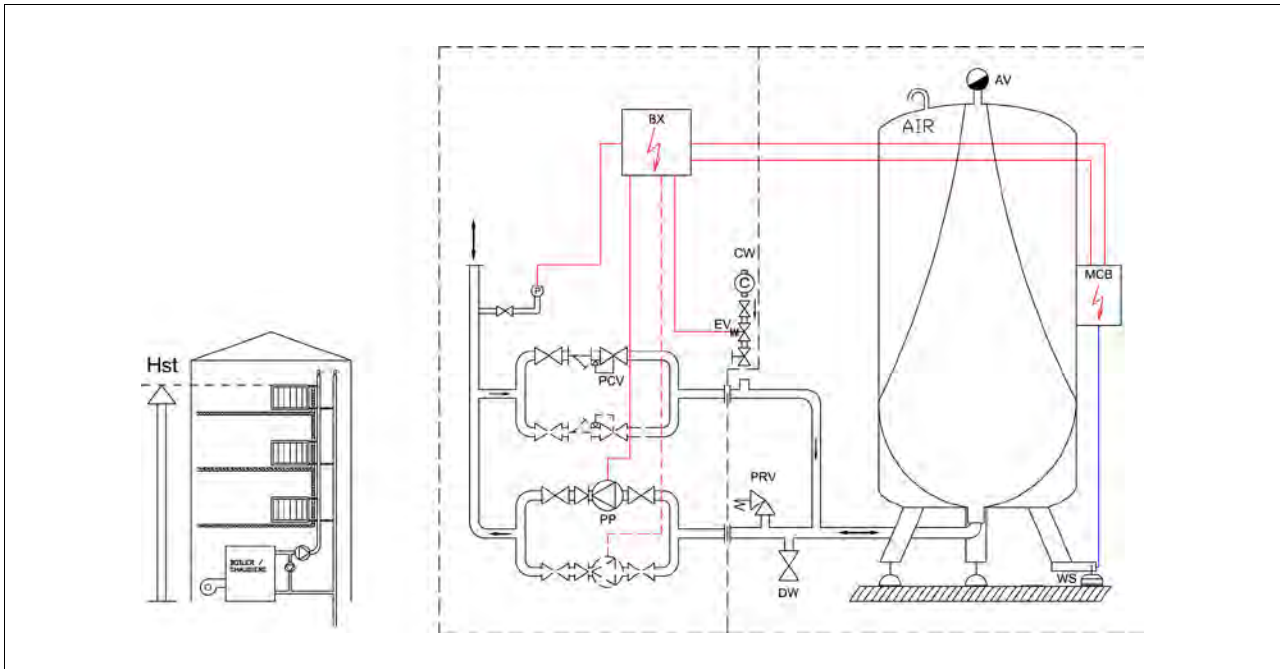 AV
AIR
BX
CW
C
MCB
P
EV
Hst
PCV
PRV
PP
BOILER /
CHAUDIERE
WS
DW